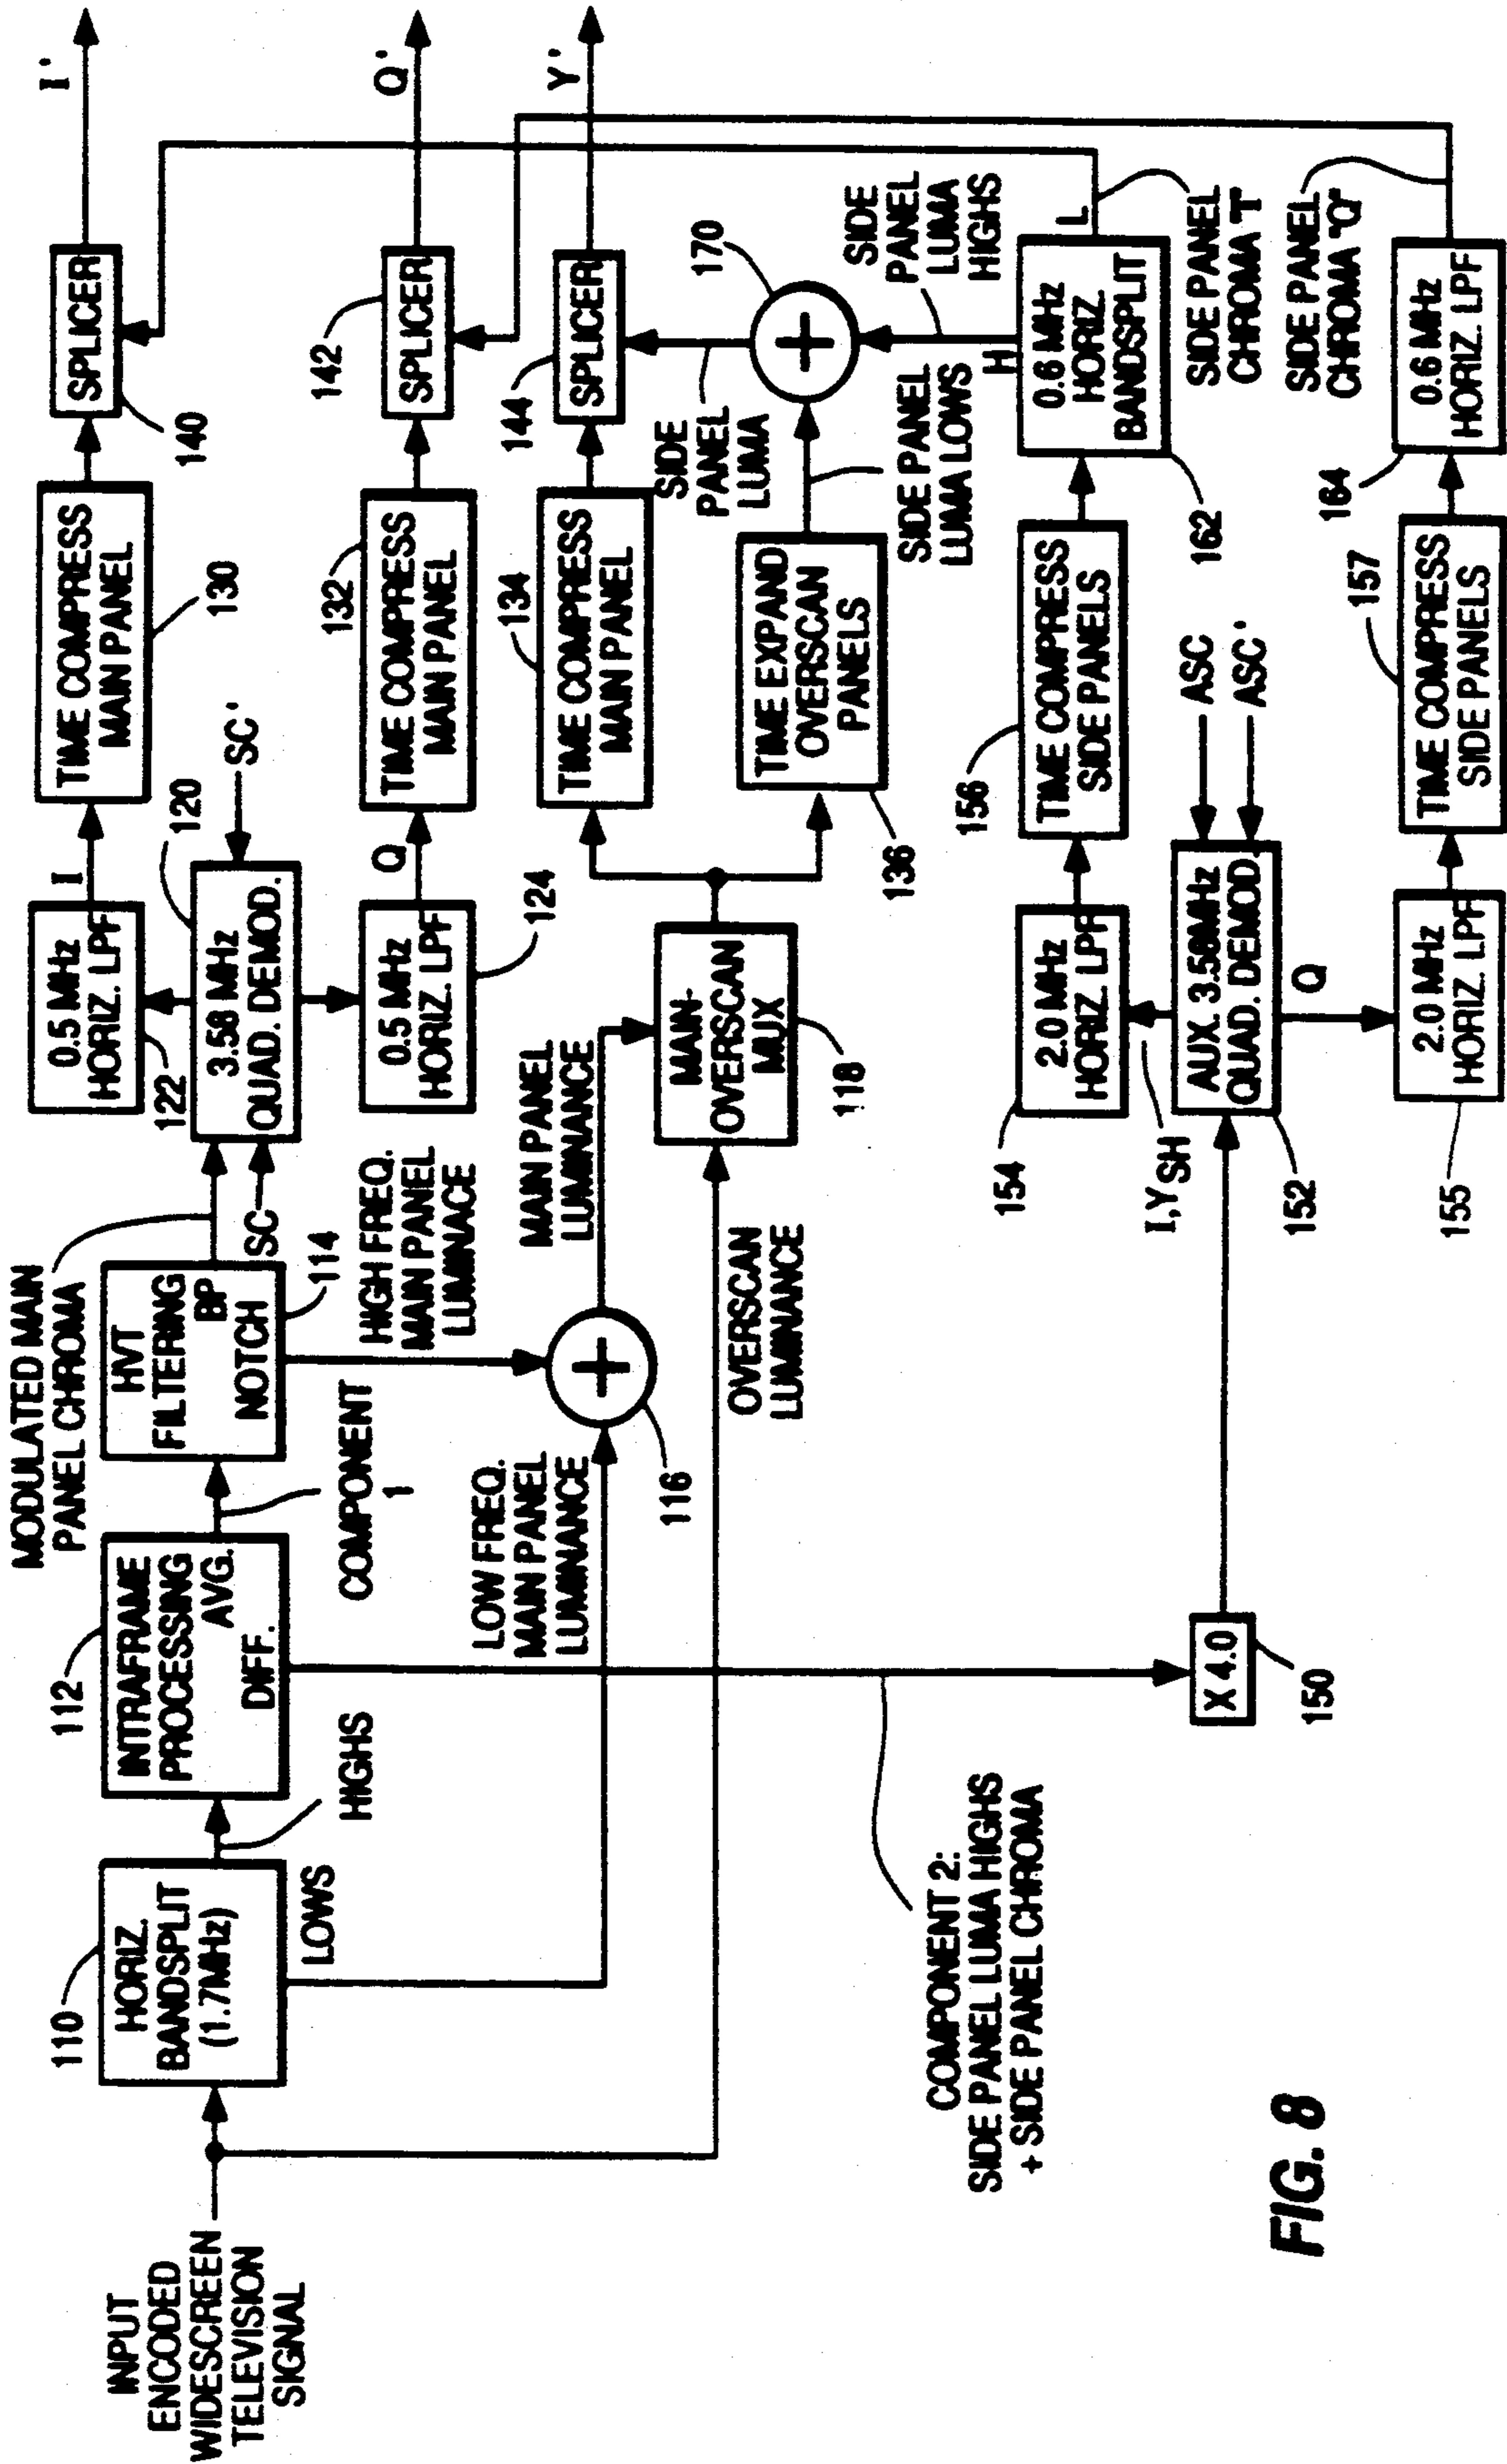 INPUT
ENCODED
WIDESCREEN
TELEVISION
SIGNAL
110
HORIZ.
BANDSPLIT
(1.7MHz)
LOWS
HIGHS
112
INTRAFRAME
PROCESSING
AVG.
DIFF.
COMPONENT
1
MODULATED MAIN
PANEL CHROMA
HVT
FILTERING
BP
NOTCH
114
SC
HIGH FREQ.
MAIN PANEL
LUMINACE
LOW FREQ.
MAIN PANEL
LUMINANCE
+
116
MAIN PANEL
LUMINANCE
OVERSCAN
LUMINANCE
MAIN-
OVERSCAN
MUX
118
0.5 MHz
HORIZ. LPF
122
I
3.58 MHz
QUAD. DEMOD.
120
SC'
0.5 MHz
HORIZ. LPF
124
Q
TIME COMPRESS
MAIN PANEL
130
TIME COMPRESS
MAIN PANEL
132
TIME COMPRESS
MAIN PANEL
134
TIME EXPAND
OVERSCAN
PANELS
136
SPLICER
140
I'
SPLICER
142
Q'
SPLICER
144
Y'
SIDE
PANEL
LUMA
+
170
SIDE PANEL
LUMA LOWS
SIDE
PANEL
LUMA
HIGHS
COMPONENT 2:
SIDE PANEL LUMA HIGHS
+ SIDE PANEL CHROMA
X 4.0
150
2.0 MHz
HORIZ. LPF
154
I,YSH
AUX. 3.58MHz
QUAD. DEMOD.
152
ASC
ASC'
Q
2.0 MHz
HORIZ. LPF
155
TIME COMPRESS
SIDE PANELS
156
TIME COMPRESS
SIDE PANELS
157
H
L
0.6 MHz
HORIZ.
BANDSPLIT
162
SIDE PANEL
CHROMA "I"
SIDE PANEL
CHROMA "Q"
0.6 MHz
HORIZ. LPF
164
FIG. 8